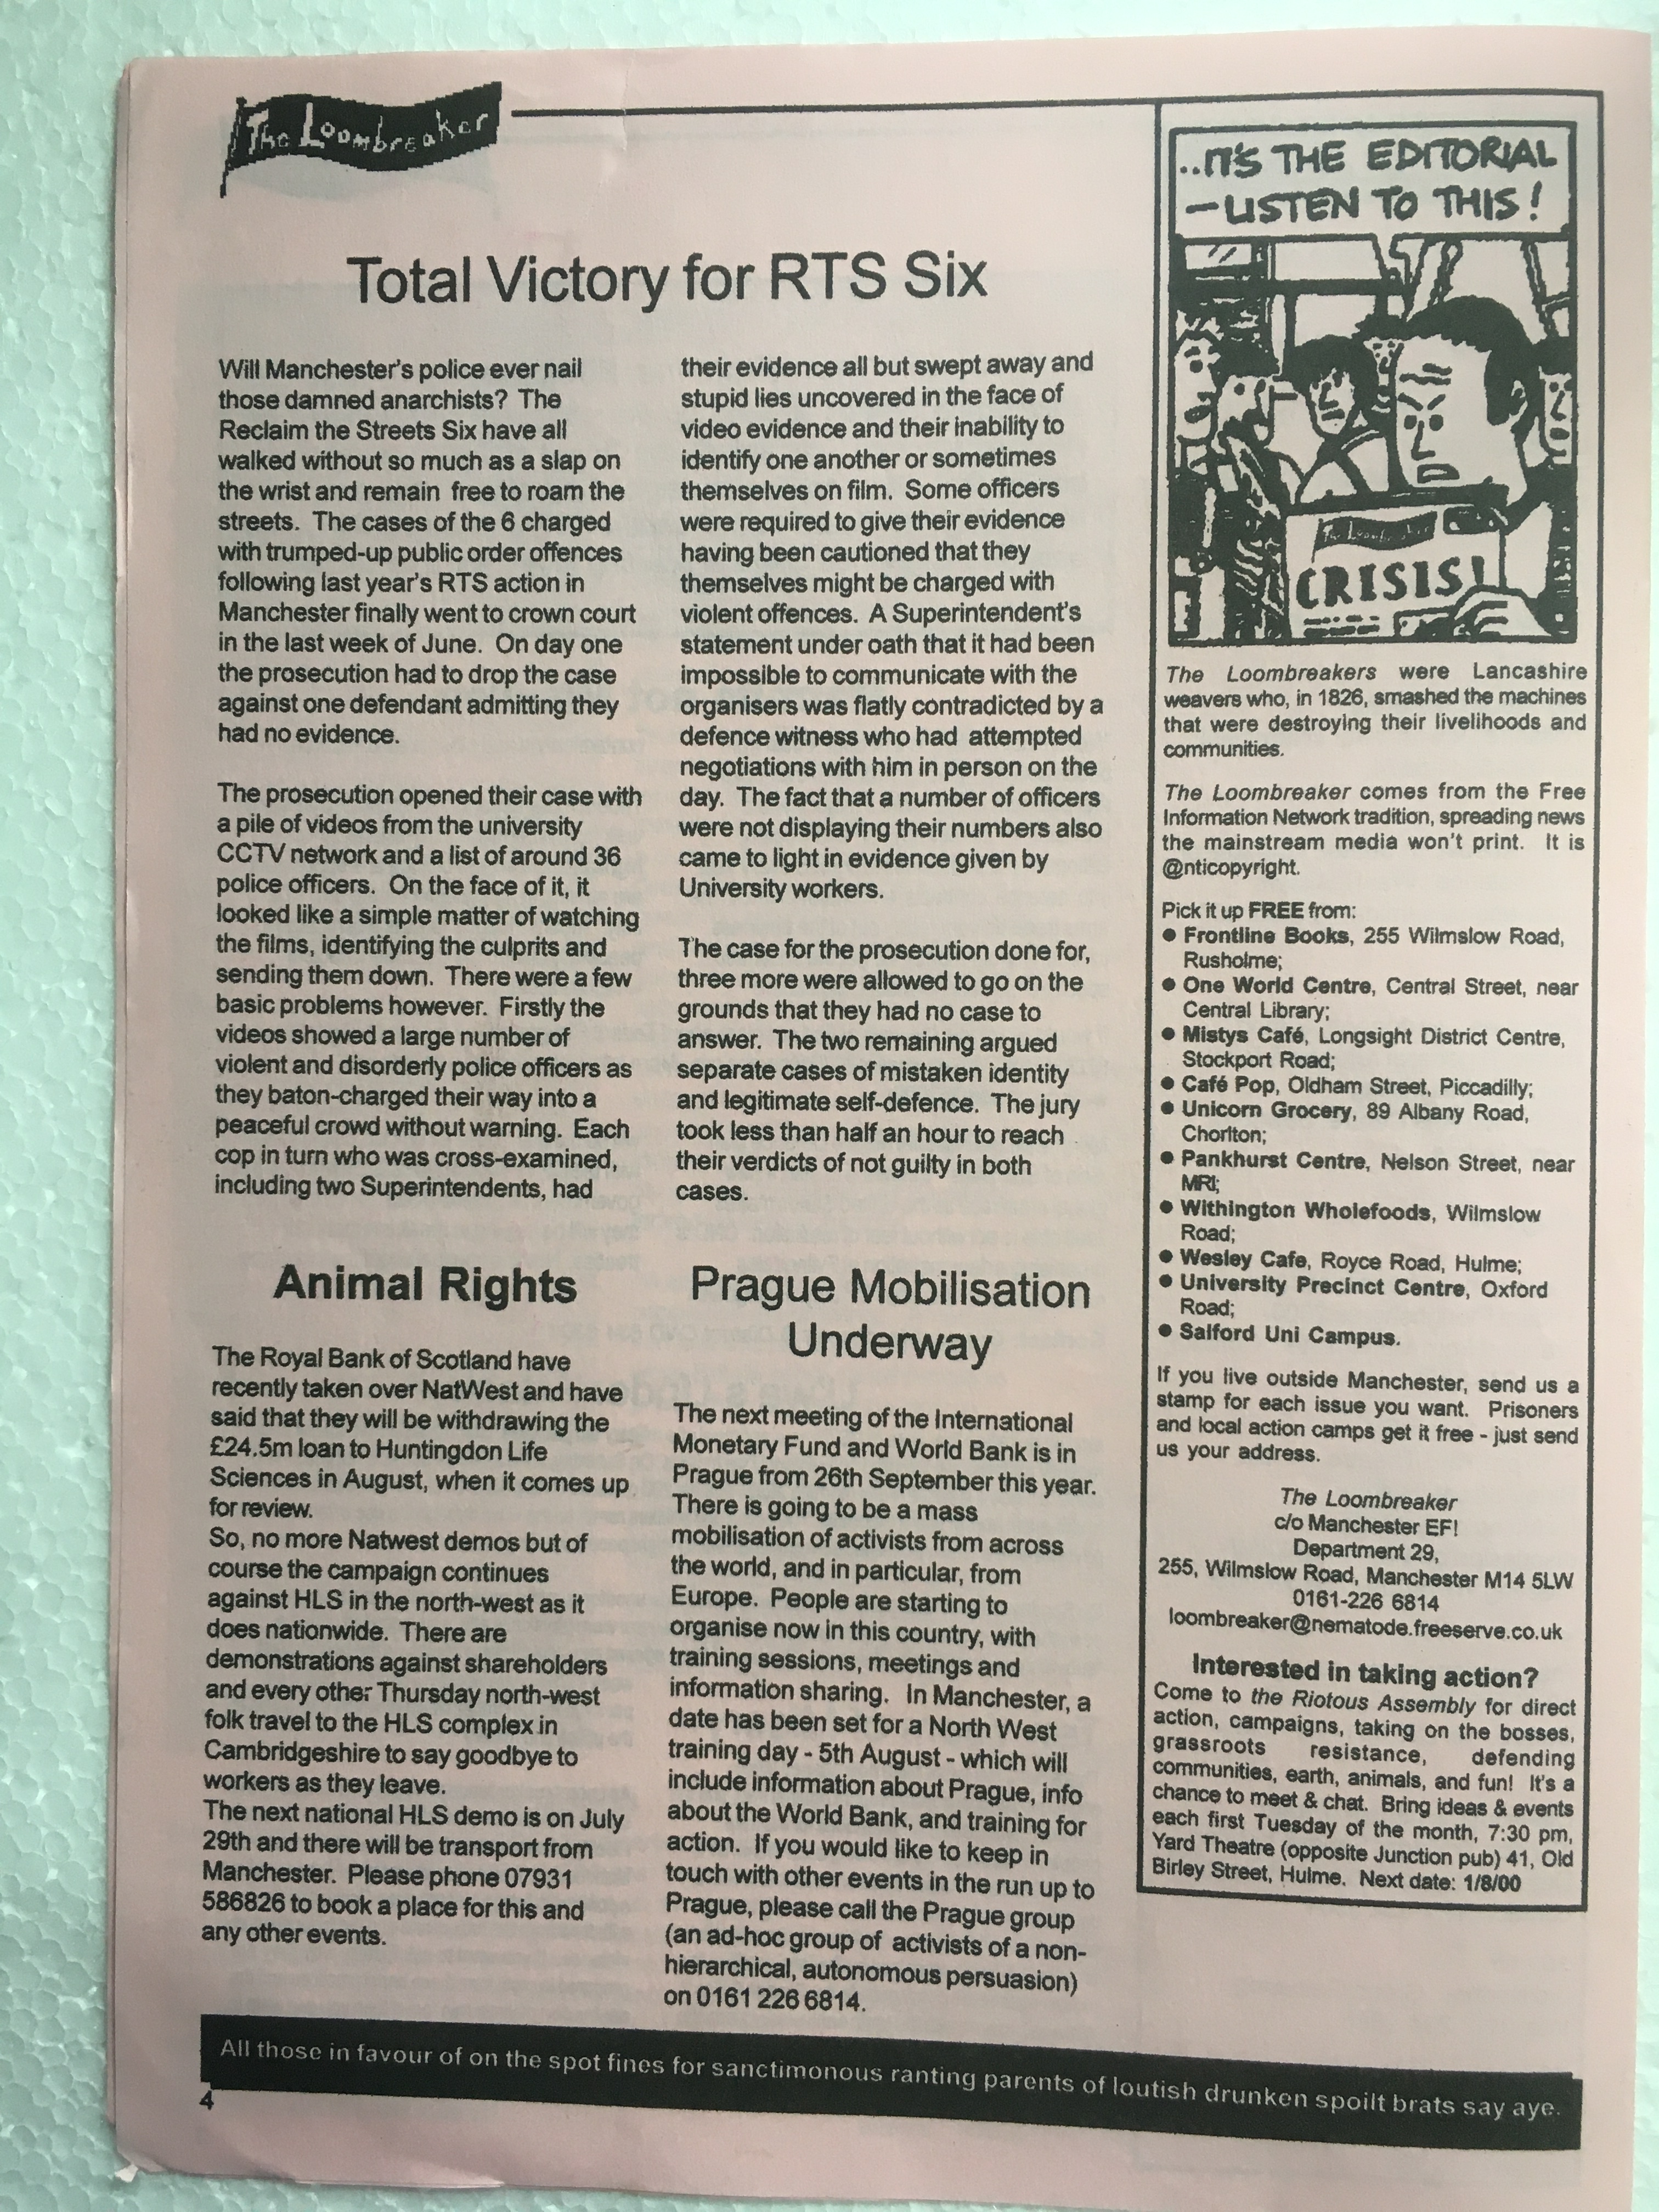 The Loombreaker
Total Victory for RTS Six
Will Manchester's police ever nail
those damned anarchists? The
Reclaim the Streets Six have all
walked without so much as a slap on
the wrist and remain free to roam the
streets. The cases of the 6 charged
with trumped-up public order offences
following last year's RTS action in
Manchester finally went to crown court
in the last week of June. On day one
the prosecution had to drop the case
against one defendant admitting they
had no evidence.
The prosecution opened their case with
a pile of videos from the university
CCTV network and a list of around 36
police officers. On the face of it, it
looked like a simple matter of watching
the films, identifying the culprits and
sending them down. There were a few
basic problems however. Firstly the
videos showed a large number of
violent and disorderly police officers as
they baton-charged their way into a
peaceful crowd without warning. Each
cop in turn who was cross-examined,
including two Superintendents, had
their evidence all but swept away and
stupid lies uncovered in the face of
video evidence and their inability to
identify one another or sometimes
themselves on film. Some officers
were required to give their evidence
having been cautioned that they
themselves might be charged with
violent offences. A Superintendent's
statement under oath that it had been
impossible to communicate with the
organisers was flatly contradicted by a
defence witness who had attempted
negotiations with him in person on the
day. The fact that a number of officers
were not displaying their numbers also
came to light in evidence given by
University workers.
The case for the prosecution done for,
three more were allowed to go on the
grounds that they had no case to
answer. The two remaining argued
separate cases of mistaken identity
and legitimate self-defence. The jury
took less than half an hour to reach
their verdicts of not guilty in both
cases.
Animal Rights
The Royal Bank of Scotland have
recently taken over NatWest and have
said that they will be withdrawing the
£24.5m loan to Huntingdon Life
Sciences in August, when it comes up
for review.
So, no more Natwest demos but of
course the campaign continues
against HLS in the north-west as it
does nationwide. There are
demonstrations against shareholders
and every other Thursday north-west
folk travel to the HLS complex in
Cambridgeshire to say goodbye to
workers as they leave.
The next national HLS demo is on July
29th and there will be transport from
Manchester. Please phone 07931
586826 to book a place for this and
any other events.
Prague Mobilisation
Underway
The next meeting of the International
Monetary Fund and World Bank is in
Prague from 26th September this year.
There is going to be a mass
mobilisation of activists from across
the world, and in particular, from
Europe. People are starting to
organise now in this country, with
training sessions, meetings and
information sharing. In Manchester, a
date has been set for a North West
training day - 5th August - which will
include information about Prague, info
about the World Bank, and training for
action. If you would like to keep in
touch with other events in the run up to
Prague, please call the Prague group
(an ad-hoc group of activists of a non-
hierarchical, autonomous persuasion)
on 0161 226 6814.
..IT'S THE EDITORIAL
– LISTEN TO THIS!
The Loombreaker
CRISIS!
The Loombreakers were Lancashire
weavers who, in 1826, smashed the machines
that were destroying their livelihoods and
communities.
The Loombreaker comes from the Free
Information Network tradition, spreading news
the mainstream media won't print. It is
@nticopyright.
Pick it up FREE from:
● Frontline Books, 255 Wilmslow Road,
Rusholme;
● One World Centre, Central Street, near
Central Library;
● Mistys Café, Longsight District Centre,
Stockport Road;
● Café Pop, Oldham Street, Piccadilly;
● Unicorn Grocery, 89 Albany Road,
Chorlton;
● Pankhurst Centre, Nelson Street, near
MRI;
● Withington Wholefoods, Wilmslow
Road;
● Wesley Cafe, Royce Road, Hulme;
● University Precinct Centre, Oxford
Road;
● Salford Uni Campus.
If you live outside Manchester, send us a
stamp for each issue you want. Prisoners
and local action camps get it free - just send
us your address.
The Loombreaker
c/o Manchester EF!
Department 29,
255, Wilmslow Road, Manchester M14 5LW
0161-226 6814
loombreaker@nematode.freeserve.co.uk
Interested in taking action?
Come to the Riotous Assembly for direct
action, campaigns, taking on the bosses,
grassroots resistance, defending
communities, earth, animals, and fun! It's a
chance to meet & chat. Bring ideas & events
each first Tuesday of the month, 7:30 pm,
Yard Theatre (opposite Junction pub) 41, Old
Birley Street, Hulme. Next date: 1/8/00
All those in favour of on the spot fines for sanctimonous ranting parents of loutish drunken spoilt brats say aye.
4